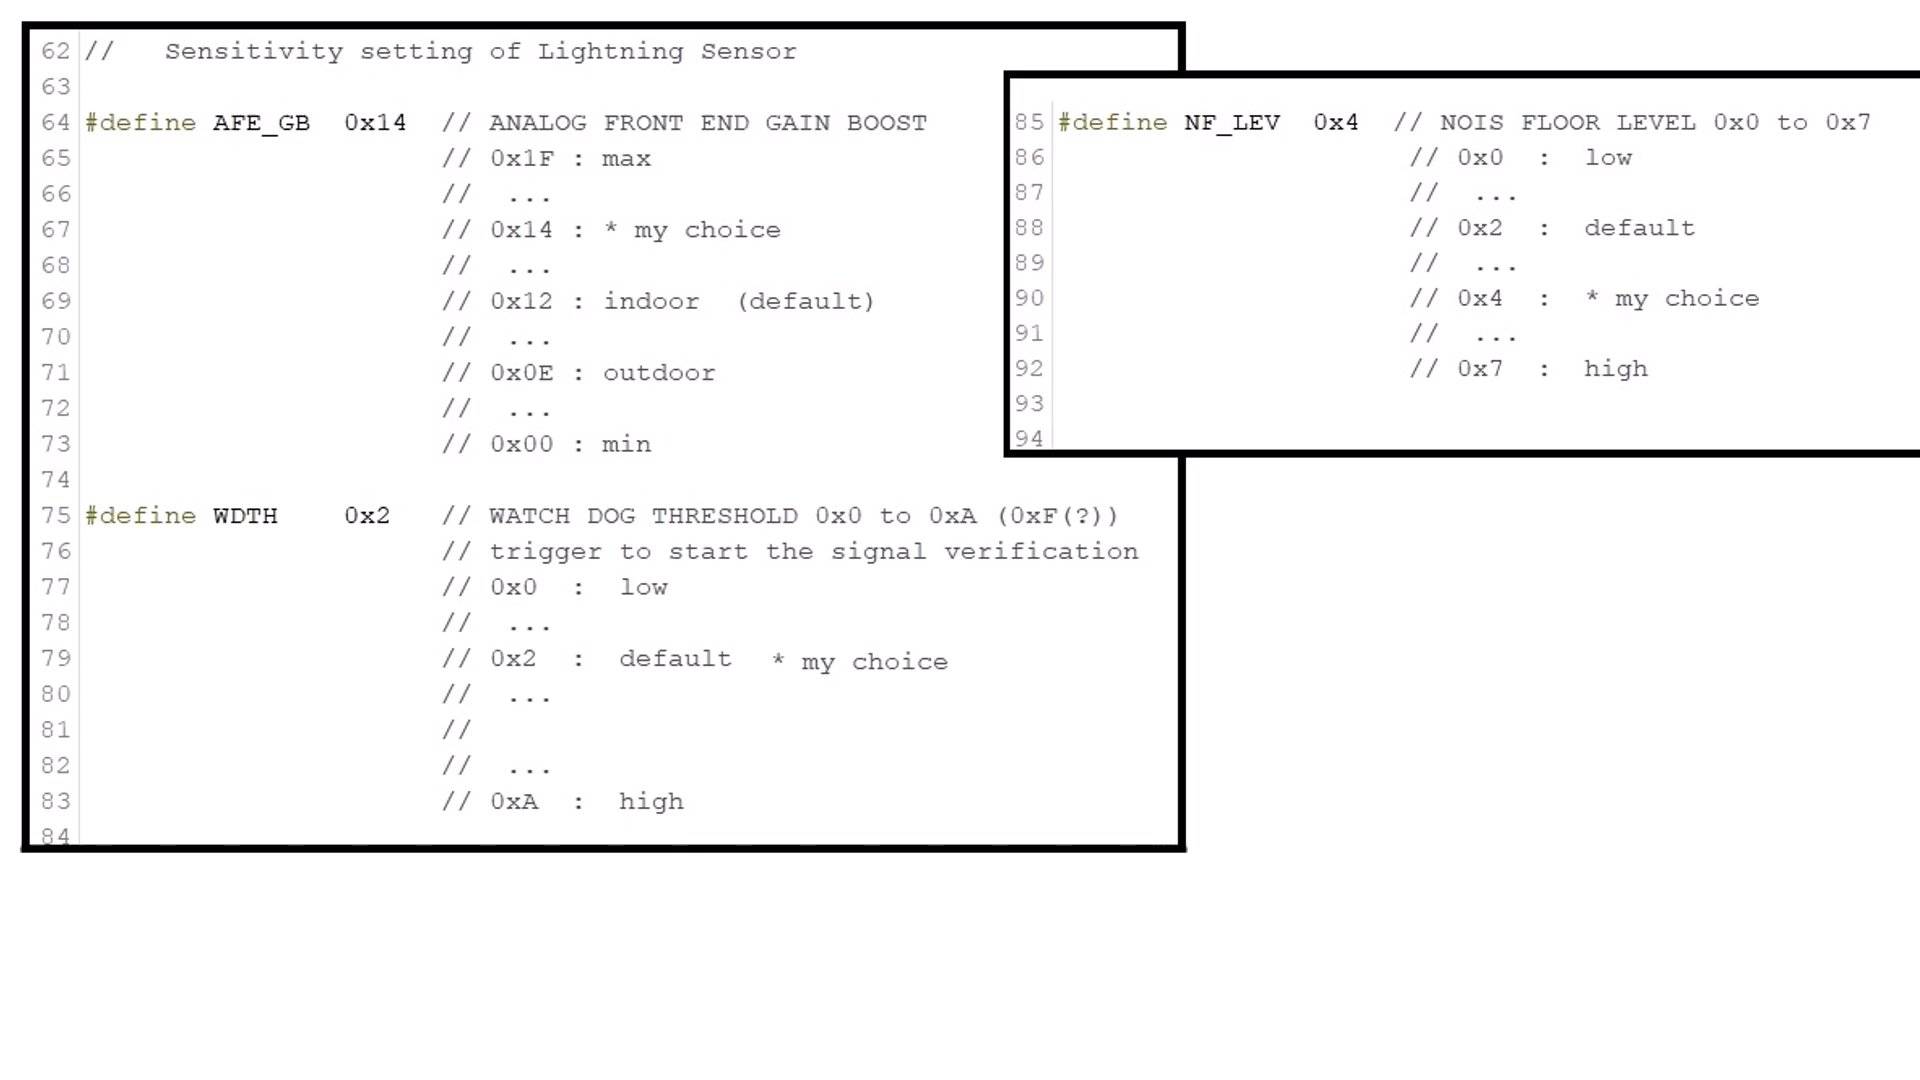 62 //   Sensitivity setting of Lightning Sensor
63
64 #define AFE_GB  0x14  // ANALOG FRONT END GAIN BOOST
65 // 0x1F : max
66 //  ...
67 // 0x14 : * my choice
68 //  ...
69 // 0x12 : indoor  (default)
70 //  ...
71 // 0x0E : outdoor
72 //  ...
73 // 0x00 : min
74
75 #define WDTH    0x2   // WATCH DOG THRESHOLD 0x0 to 0xA (0xF(?))
76 // trigger to start the signal verification
77 // 0x0  :  low
78 //  ...
79 // 0x2  :  default  * my choice
80 //  ...
81 //
82 //  ...
83 // 0xA  :  high
84
85 #define NF_LEV  0x4  // NOIS FLOOR LEVEL 0x0 to 0x7
86 // 0x0  :  low
87 //  ...
88 // 0x2  :  default
89 //  ...
90 // 0x4  :  * my choice
91 //  ...
92 // 0x7  :  high
93
94